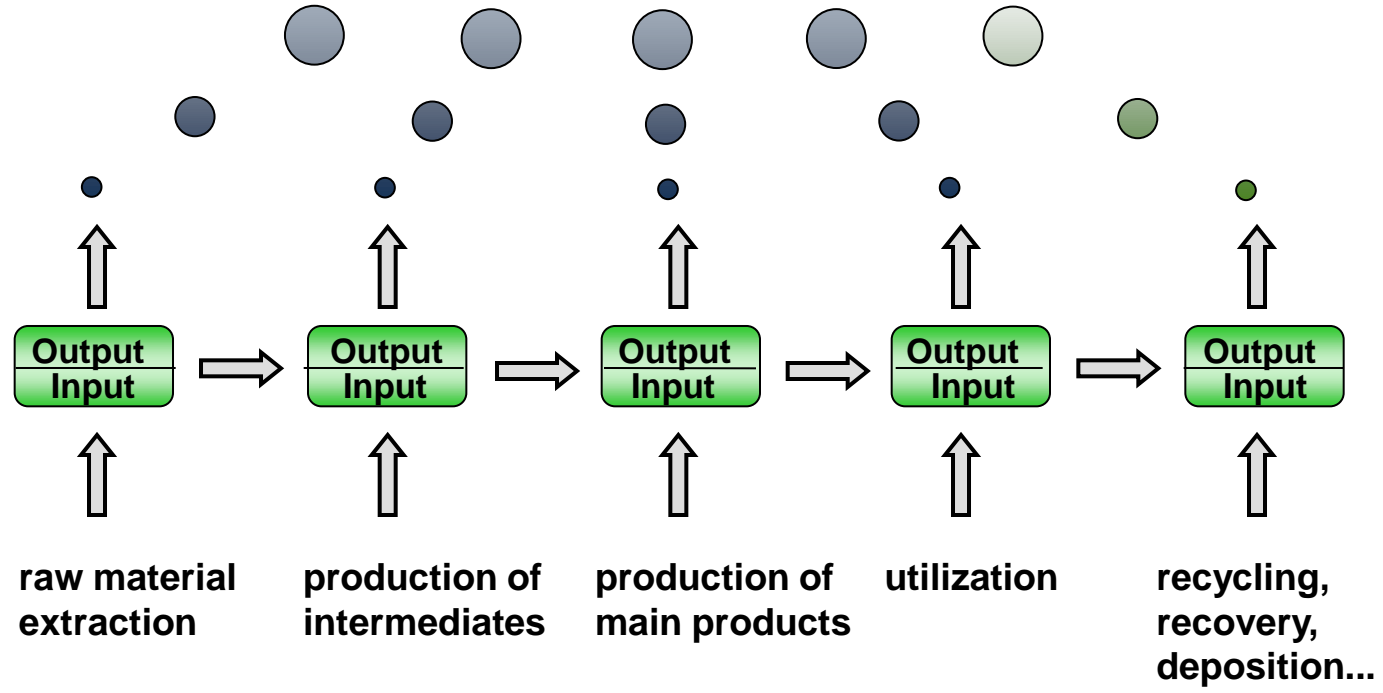 Output
Input
Output
Input
Output
Input
Output
Input
Output
Input
raw material
extraction
production of
intermediates
production of
main products
utilization
recycling,
recovery,
deposition...